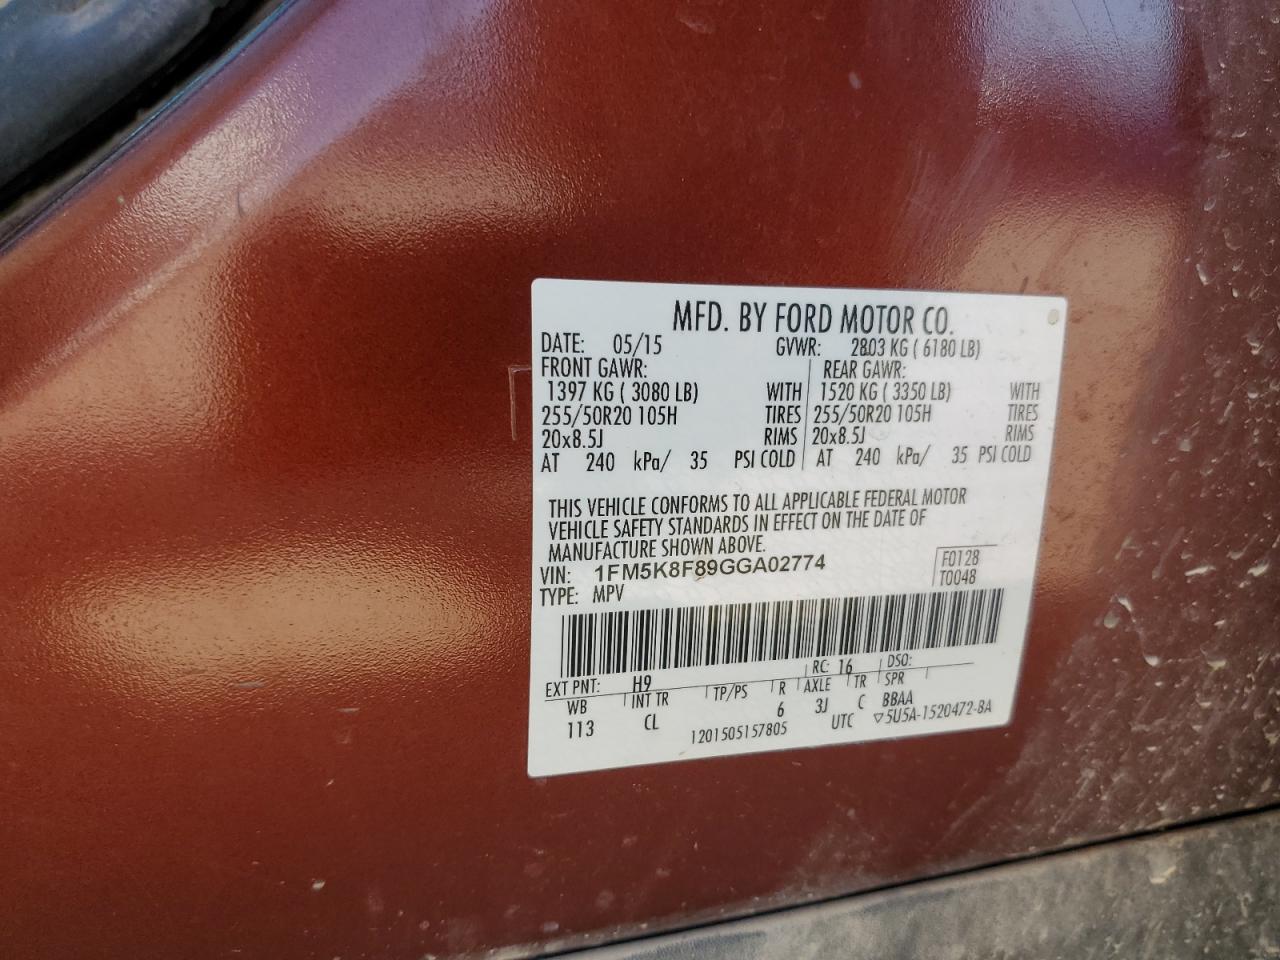 MFD. BY FORD MOTOR CO.
DATE: 05/15 GVWR: 2803 KG ( 6180 LB)
FRONT GAWR: REAR GAWR:
1397 KG ( 3080 LB) WITH 1520 KG ( 3350 LB) WITH
255/50R20 105H TIRES 255/50R20 105H TIRES
20x8.5J RIMS 20x8.5J RIMS
AT 240 kPa/ 35 PSI COLD AT 240 kPa/ 35 PSI COLD
THIS VEHICLE CONFORMS TO ALL APPLICABLE FEDERAL MOTOR
VEHICLE SAFETY STANDARDS IN EFFECT ON THE DATE OF
MANUFACTURE SHOWN ABOVE.
VIN: 1FM5K8F89GGA02774 F0128
TYPE: MPV T0048
EXT PNT: H9 RC: 16 DSO:
WB INT TR TP/PS R AXLE TR SPR
113 CL 6 3J C BBAA
1201505157805 UTC ▽5U5A-1520472-BA